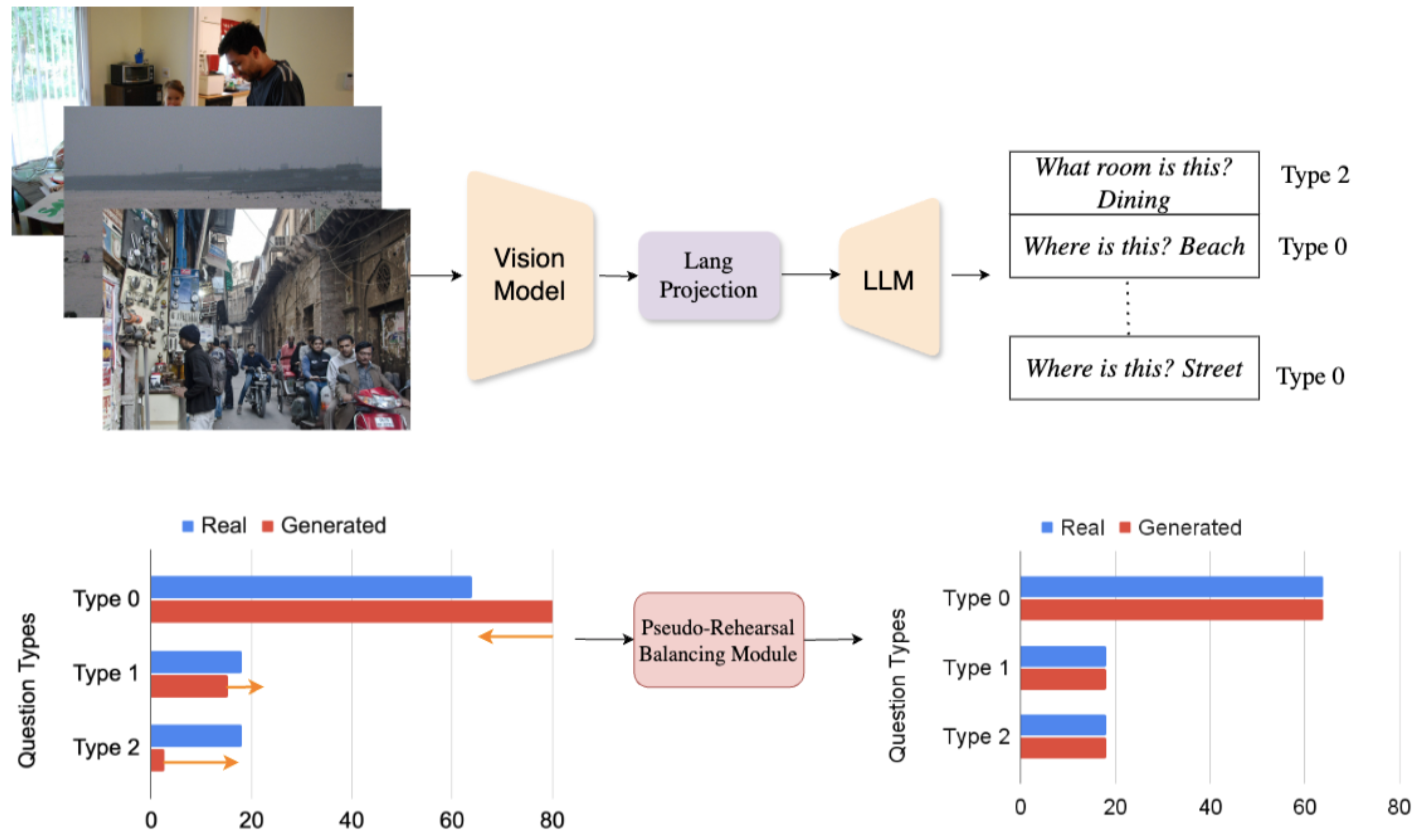 Vision
Model
Lang
Projection
LLM
What room is this?
Dining
Type 2
Where is this? Beach
Type 0
Where is this? Street
Type 0
Real
Generated
Question Types
Type 0
Type 1
Type 2
0
20
40
60
80
Pseudo-Rehearsal
Balancing Module
Real
Generated
Question Types
Type 0
Type 1
Type 2
0
20
40
60
80